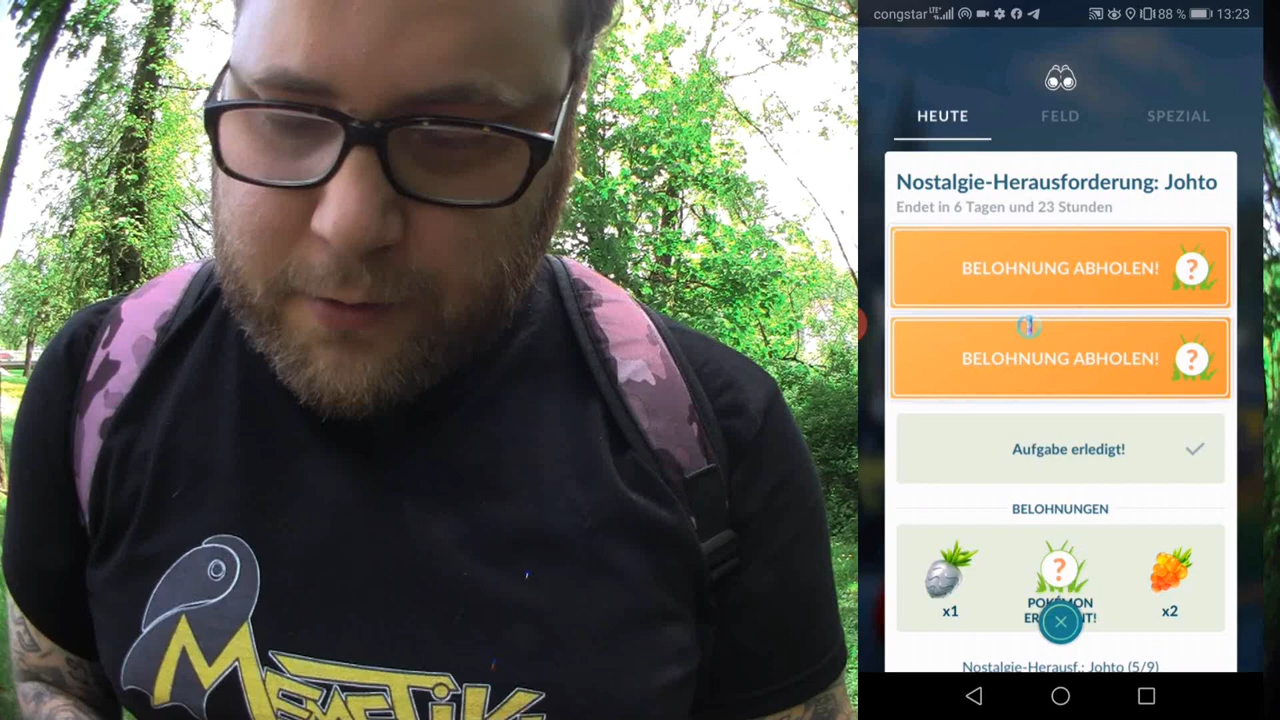 congstar LTE 88 % 13:23
HEUTE FELD SPEZIAL
Nostalgie-Herausforderung: Johto
Endet in 6 Tagen und 23 Stunden
BELOHNUNG ABHOLEN! ?
BELOHNUNG ABHOLEN! ?
Aufgabe erledigt!
BELOHNUNGEN
?
x1 x2
Nostalgie-Herausf.: Johto (5/9)